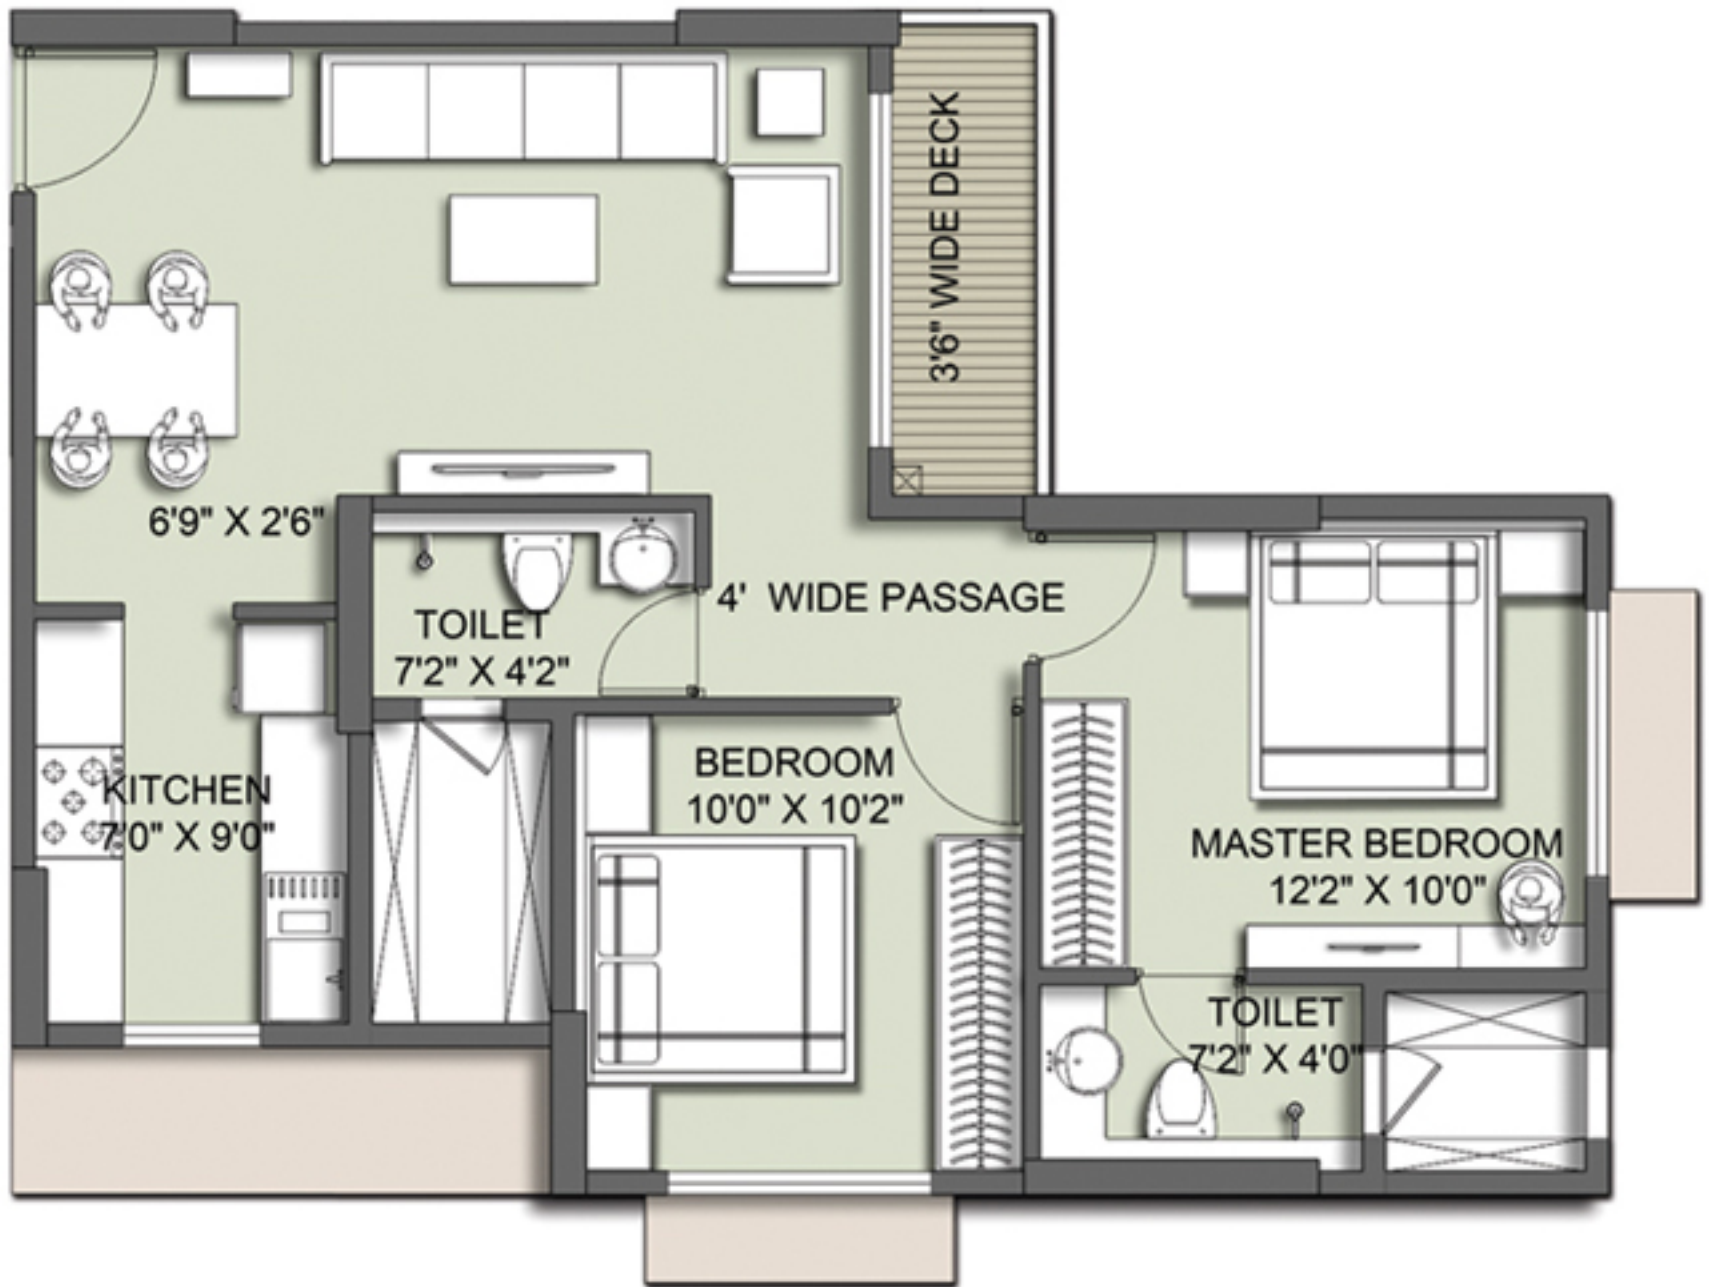 3'6" WIDE DECK
6'9" X 2'6"
4' WIDE PASSAGE
TOILET
7'2" X 4'2"
BEDROOM
10'0" X 10'2"
KITCHEN
7'0" X 9'0"
MASTER BEDROOM
12'2" X 10'0"
TOILET
7'2" X 4'0"